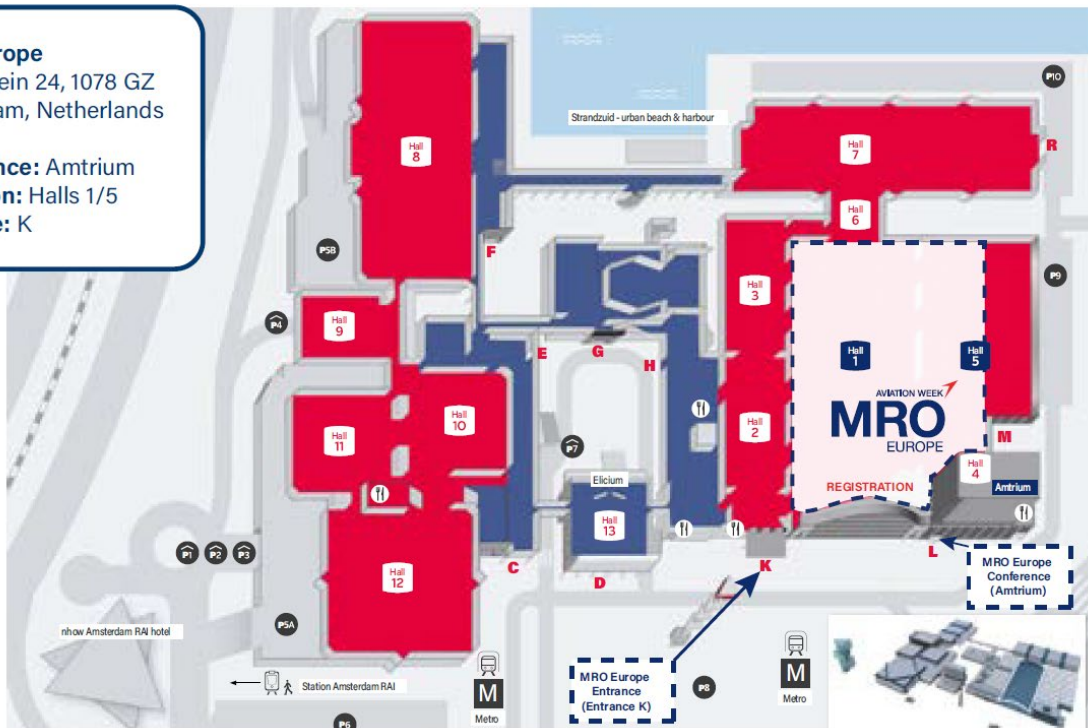 rope
ein 24, 1078 GZ
am, Netherlands
nce: Amtrium
n: Halls 1/5
e: K
Strandzuid - urban beach & harbour
P10
Hall
8
Hall
7
R
Hall
6
P5B
F
Hall
3
P9
P4
Hall
9
E
G
H
Hall
1
Hall
5
AVIATION WEEK
MRO
EUROPE
Hall
10
Hall
11
Hall
2
M
P7
Hall
4
Elicium
REGISTRATION
Amtrium
Hall
13
P1
P2
P3
C
D
K
L
Hall
12
MRO Europe
Conference
(Amtrium)
nhow Amsterdam RAI hotel
P5A
Station Amsterdam RAI
M
Metro
MRO Europe
Entrance
(Entrance K)
P8
M
Metro
P6